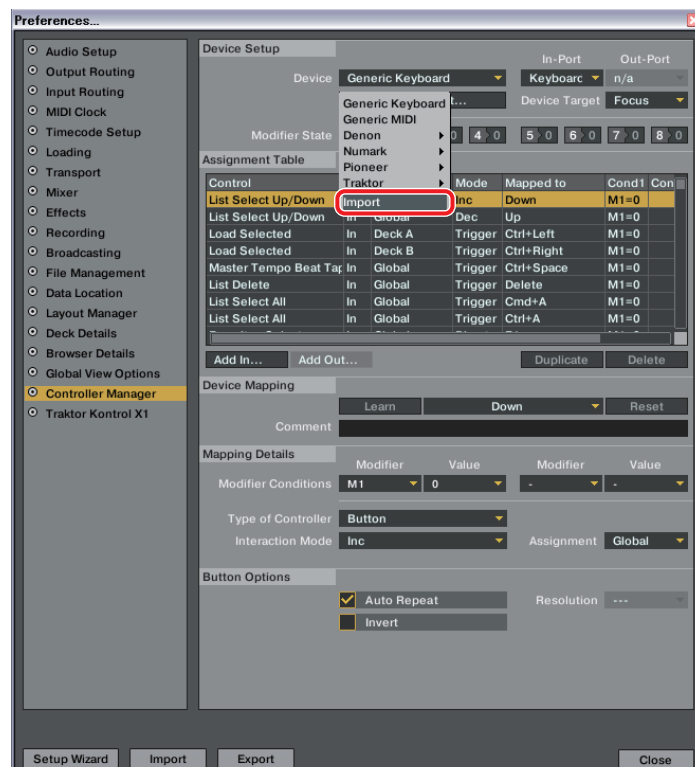 Preferences...
Audio Setup
Output Routing
Input Routing
MIDI Clock
Timecode Setup
Loading
Transport
Mixer
Effects
Recording
Broadcasting
File Management
Data Location
Layout Manager
Deck Details
Browser Details
Global View Options
Controller Manager
Traktor Kontrol X1
Device Setup
In-Port Out-Port
Device Generic Keyboard Keyboarc n/a
Generic Keyboard
Generic MIDI
Denon
Numark
Pioneer
Traktor
Import
t... Device Target Focus
Modifier State 0 4 0 5 0 6 0 7 0 8 0
Assignment Table
Control Mode Mapped to Cond1 Con
List Select Up/Down Inc Down M1=0
List Select Up/Down In Global Dec Up M1=0
Load Selected In Deck A Trigger Ctrl+Left M1=0
Load Selected In Deck B Trigger Ctrl+Right M1=0
Master Tempo Beat Tap In Global Trigger Ctrl+Space M1=0
List Delete In Global Trigger Delete M1=0
List Select All In Global Trigger Cmd+A M1=0
List Select All In Global Trigger Ctrl+A M1=0
Add In... Add Out... Duplicate Delete
Device Mapping
Learn Down Reset
Comment
Mapping Details
Modifier Value Modifier Value
Modifier Conditions M1 0 - -
Type of Controller Button
Interaction Mode Inc Assignment Global
Button Options
Auto Repeat Resolution ---
Invert
Setup Wizard Import Export Close